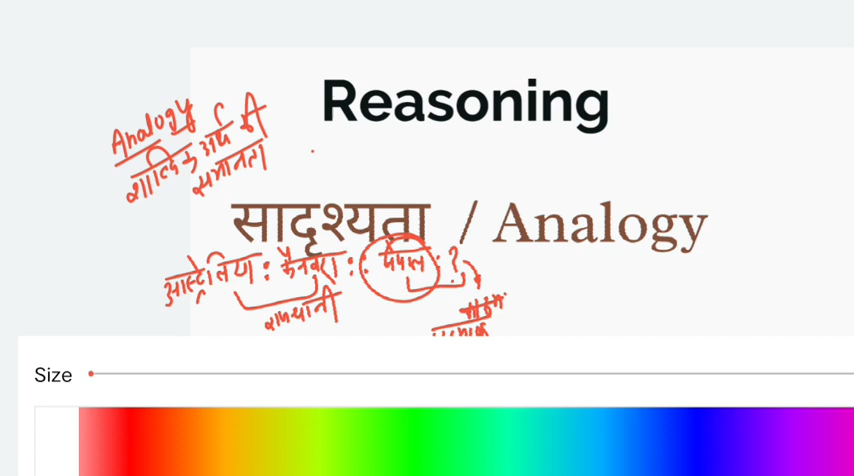 Reasoning
Analogy
शाब्दिक अर्थ की
समानता
सादृश्यता / Analogy
आस्ट्रेलिया : कैनबरा :: ?
राजधानी
Size